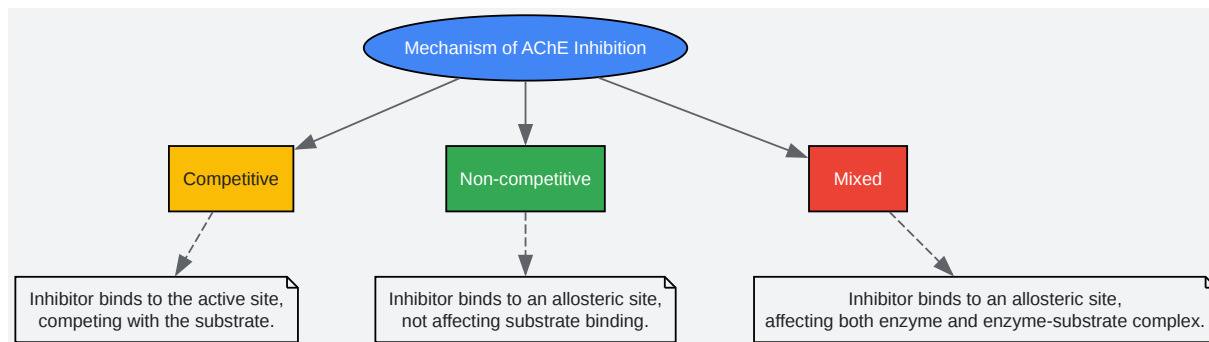 Mechanism of AChE Inhibition
Competitive
Non-competitive
Mixed
Inhibitor binds to the active site,
competing with the substrate.
Inhibitor binds to an allosteric site,
not affecting substrate binding.
Inhibitor binds to an allosteric site,
affecting both enzyme and enzyme-substrate complex.